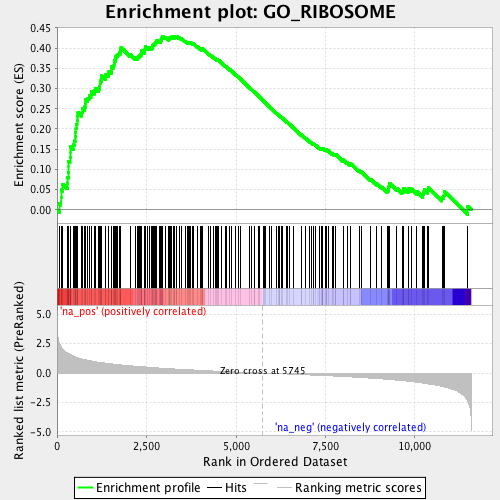 Enrichment plot: GO_RIBOSOME
Enrichment score (ES)
0.45
0.40
0.35
0.30
0.25
0.20
0.15
0.10
0.05
0.00
'na_pos' (positively correlated)
Ranked list metric (PreRanked)
5.0
2.5
0.0
-2.5
-5.0
Zero cross at 5745
'na_neg' (negatively correlated)
0 2,500 5,000 7,500 10,000
Rank in Ordered Dataset
Enrichment profile Hits Ranking metric scores